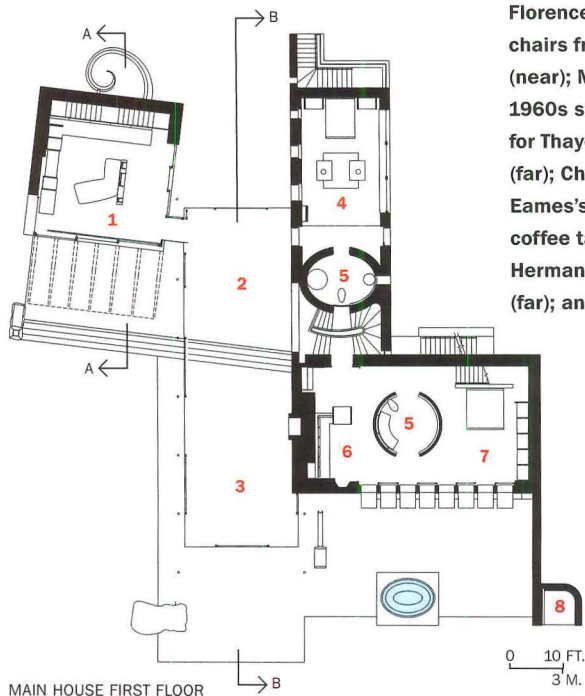 Florence
chairs fr
(near); M
1960s s
for Thay
(far); Ch
Eames's
coffee t
Herman
(far); an
A
B
1
2
4
5
A
3
6
5
7
8
B
0 10 FT.
3 M.
MAIN HOUSE FIRST FLOOR